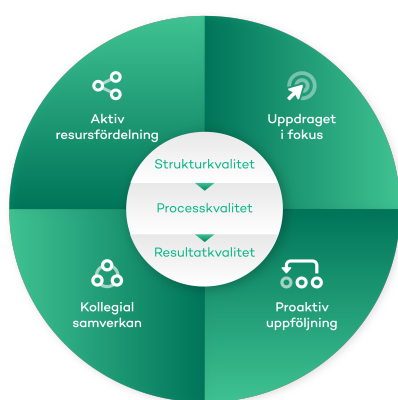 Aktiv
resursfördelning
Uppdraget
i fokus
Strukturkvalitet
Processkvalitet
Resultatkvalitet
Kollegial
samverkan
Proaktiv
uppföljning